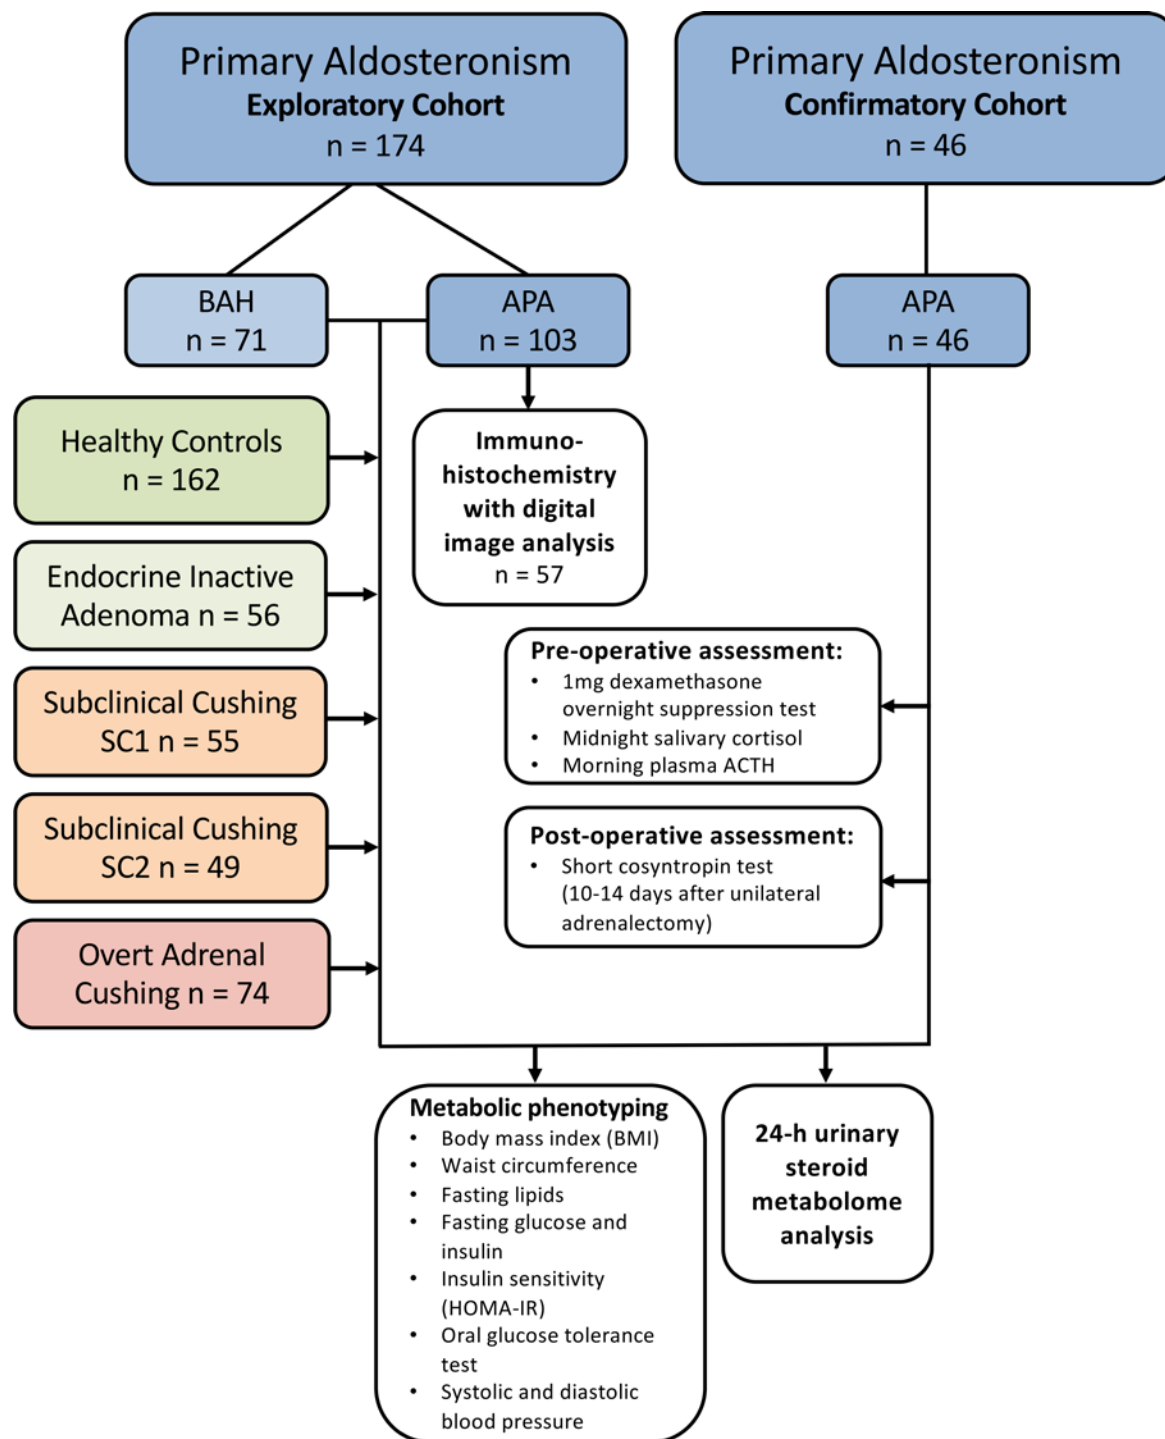 Primary Aldosteronism
Exploratory Cohort
n = 174
Primary Aldosteronism
Confirmatory Cohort
n = 46
BAH
n = 71
APA
n = 103
APA
n = 46
Healthy Controls
n = 162
Immuno-
histochemistry
with digital
image analysis
n = 57
Endocrine Inactive
Adenoma n = 56
Subclinical Cushing
SC1 n = 55
Pre-operative assessment:
• 1mg dexamethasone
overnight suppression test
• Midnight salivary cortisol
• Morning plasma ACTH
Subclinical Cushing
SC2 n = 49
Post-operative assessment:
• Short cosyntropin test
(10-14 days after unilateral
adrenalectomy)
Overt Adrenal
Cushing n = 74
Metabolic phenotyping
• Body mass index (BMI)
• Waist circumference
• Fasting lipids
• Fasting glucose and
insulin
• Insulin sensitivity
(HOMA-IR)
• Oral glucose tolerance
test
• Systolic and diastolic
blood pressure
24-h urinary
steroid
metabolome
analysis